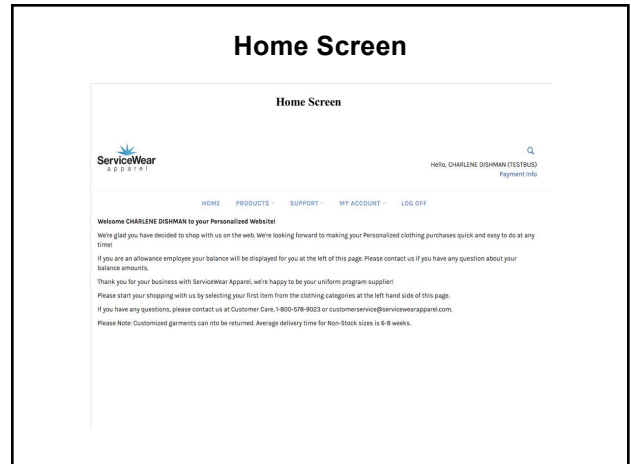 Home Screen
Home Screen
ServiceWear
apparel
Hello, CHARLENE DISHMAN (TESTBUS)
Payment Info
HOME PRODUCTS SUPPORT MY ACCOUNT LOG OFF
Welcome CHARLENE DISHMAN to your Personalized Website!
We're glad you have decided to shop with us on the web. We're looking forward to making your Personalized clothing purchases quick and easy to do at any
time!
If you are an allowance employee your balance will be displayed for you at the left of this page. Please contact us if you have any question about your
balance amounts.
Thank you for your business with ServiceWear Apparel, we're happy to be your uniform program supplier!
Please start your shopping with us by selecting your first item from the clothing categories at the left hand side of this page.
If you have any questions, please contact us at Customer Care, 1-800-578-9023 or customerservice@servicewearapparel.com.
Please Note: Customized garments can nto be returned. Average delivery time for Non-Stock sizes is 6-8 weeks.